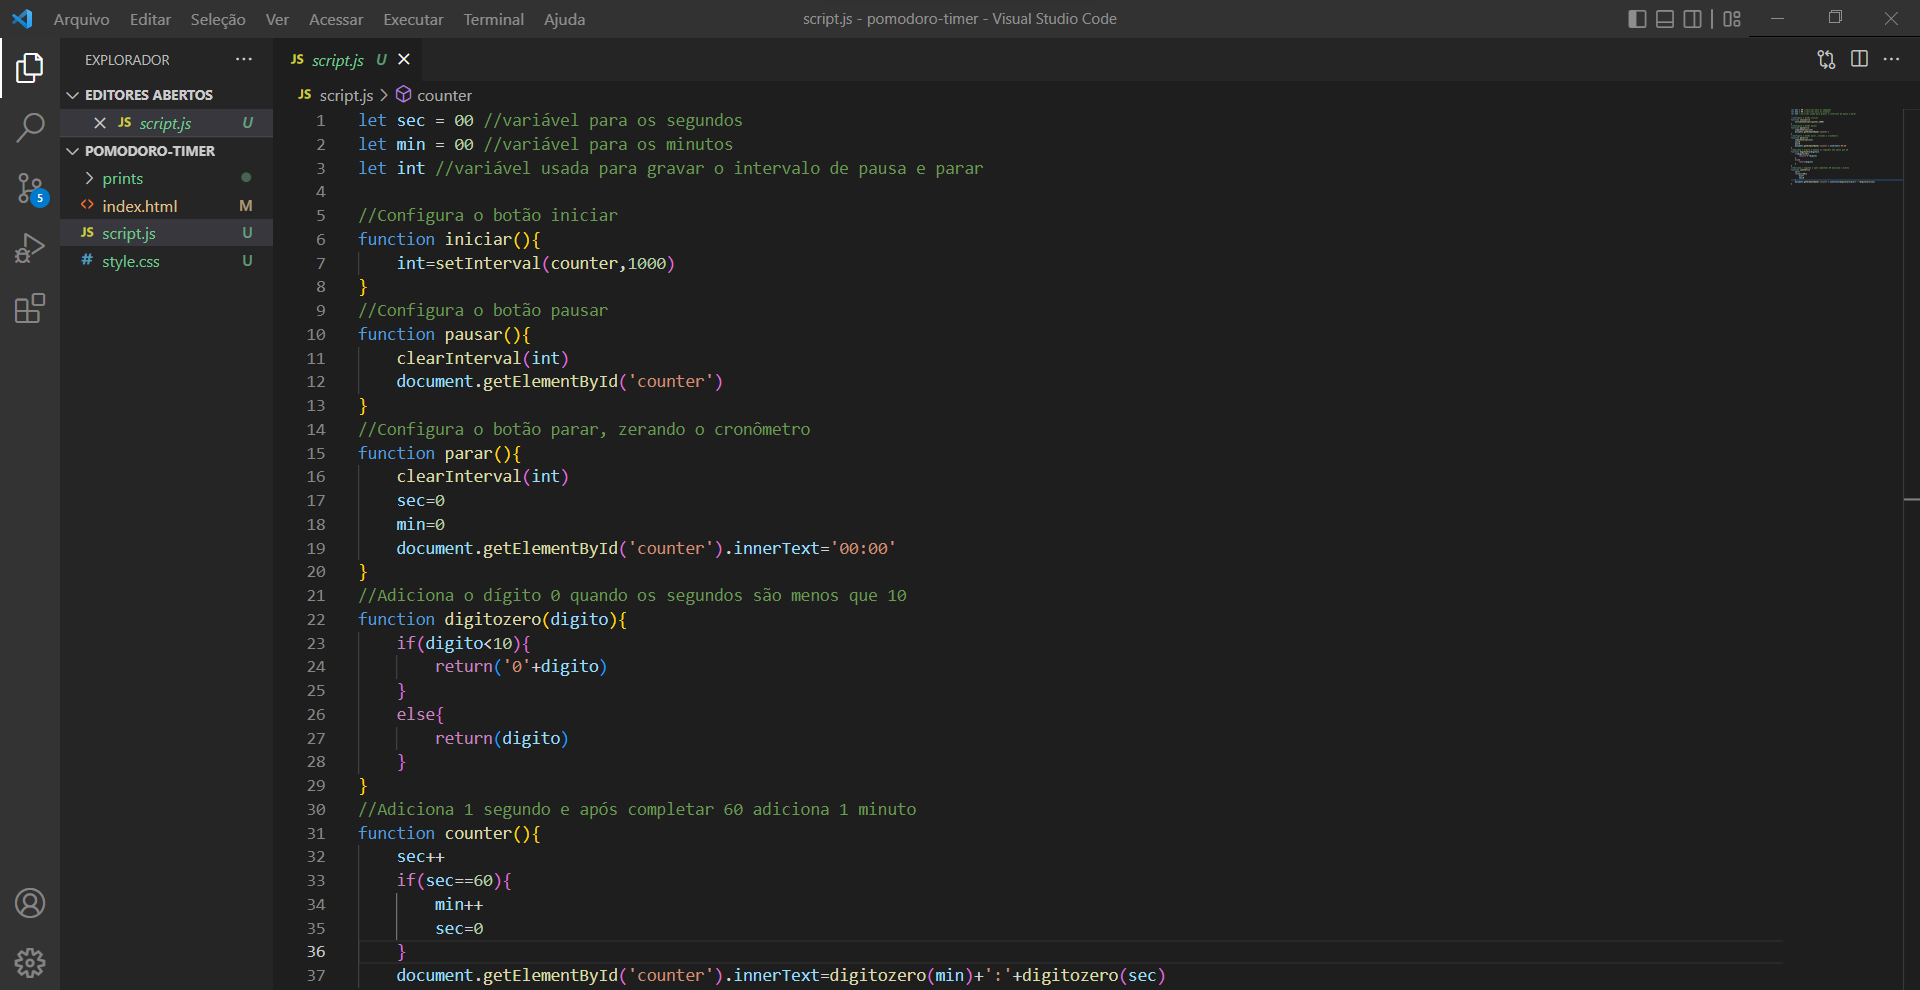 Arquivo Editar Seleção Ver Acessar Executar Terminal Ajuda
script.js - pomodoro-timer - Visual Studio Code
EXPLORADOR
EDITORES ABERTOS
JS script.js U
POMODORO-TIMER
prints
index.html M
JS script.js U
# style.css U
5
JS script.js U
JS script.js > counter
1 let sec = 00 //variável para os segundos
2 let min = 00 //variável para os minutos
3 let int //variável usada para gravar o intervalo de pausa e parar
4
5 //Configura o botão iniciar
6 function iniciar(){
7 int=setInterval(counter,1000)
8 }
9 //Configura o botão pausar
10 function pausar(){
11 clearInterval(int)
12 document.getElementById('counter')
13 }
14 //Configura o botão parar, zerando o cronômetro
15 function parar(){
16 clearInterval(int)
17 sec=0
18 min=0
19 document.getElementById('counter').innerText='00:00'
20 }
21 //Adiciona o dígito 0 quando os segundos são menos que 10
22 function digitozero(digito){
23 if(digito<10){
24 return('0'+digito)
25 }
26 else{
27 return(digito)
28 }
29 }
30 //Adiciona 1 segundo e após completar 60 adiciona 1 minuto
31 function counter(){
32 sec++
33 if(sec==60){
34 min++
35 sec=0
36 }
37 document.getElementById('counter').innerText=digitozero(min)+':'+digitozero(sec)